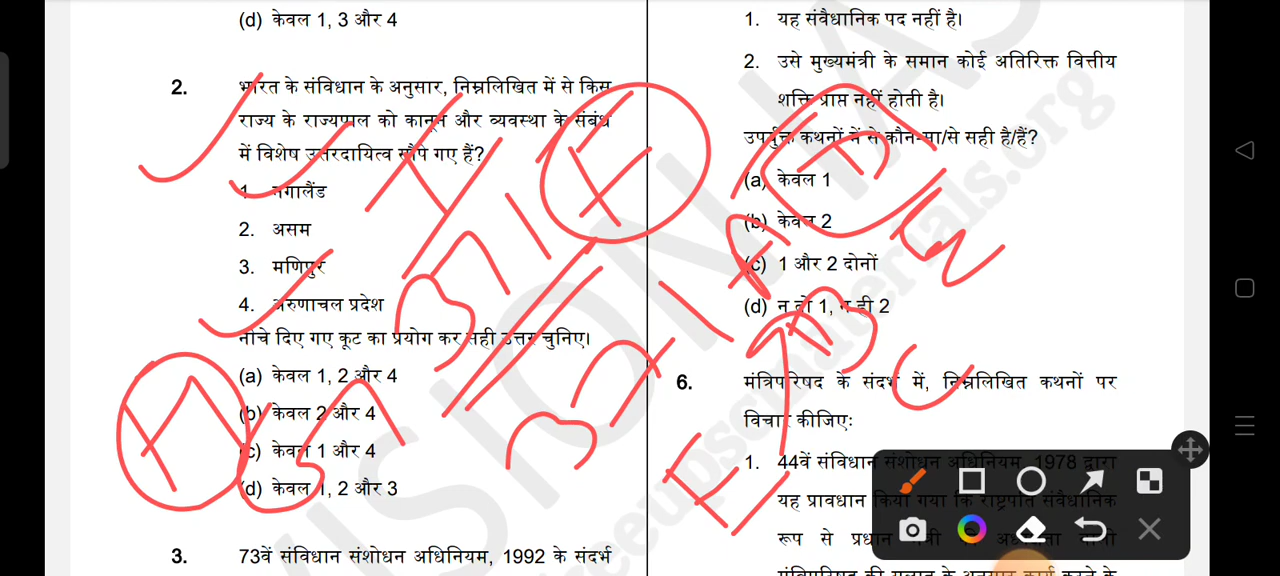 (d) केवल 1, 3 और 4
2. भारत के संविधान के अनुसार, निम्नलिखित में से किस
राज्य के राज्यपाल को कानून और व्यवस्था के संबंध
में विशेष उत्तरदायित्व सौंपे गए हैं?
1. नगालैंड
2. असम
3. मणिपुर
4. अरुणाचल प्रदेश
नीचे दिए गए कूट का प्रयोग कर सही उत्तर चुनिए।
(a) केवल 1, 2 और 4
(b) केवल 2 और 4
(c) केवल 1 और 4
(d) केवल 1, 2 और 3
3. 73वें संविधान संशोधन अधिनियम, 1992 के संदर्भ
1. यह संवैधानिक पद नहीं है।
2. उसे मुख्यमंत्री के समान कोई अतिरिक्त वित्तीय
शक्ति प्राप्त नहीं होती है।
उपर्युक्त कथनों में से कौन-सा/से सही है/हैं?
(a) केवल 1
(b) केवल 2
(c) 1 और 2 दोनों
(d) न तो 1, न ही 2
6. मंत्रिपरिषद के संदर्भ में, निम्नलिखित कथनों पर
विचार कीजिए:
1. 44वें संविधान संशोधन अधिनियम, 1978 द्वारा
यह प्रावधान किया गया कि राष्ट्रपति संवैधानिक
रूप से
371
A B C